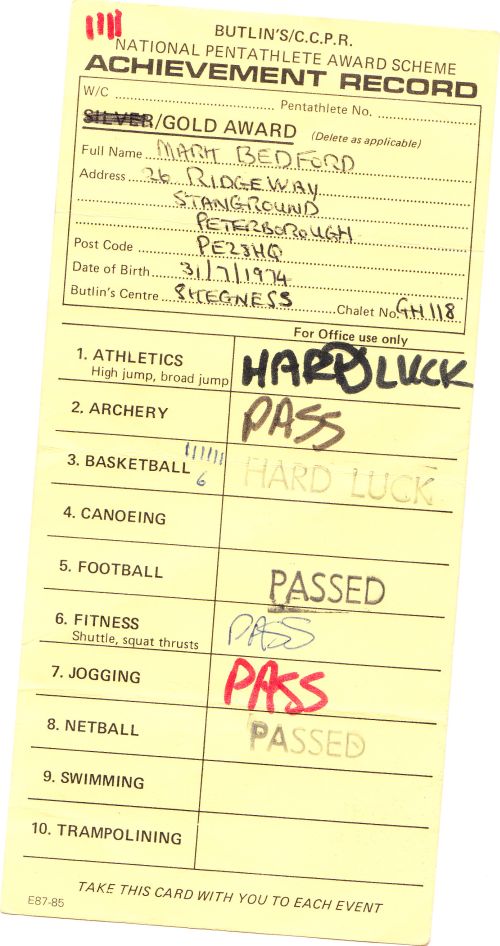 BUTLIN'S/C.C.P.R.
NATIONAL PENTATHLETE AWARD SCHEME
ACHIEVEMENT RECORD
W/C Pentathlete No.
SILVER/GOLD AWARD (Delete as applicable)
Full Name MARK BEDFORD
Address 26 RIDGEWAY
STANGROUND
PETERBOROUGH
Post Code PE28HQ
Date of Birth 31/7/1974
Butlin's Centre SKEGNESS Chalet No. GH118
For Office use only
1. ATHLETICS HARD LUCK
High jump, broad jump
2. ARCHERY PASS
3. BASKETBALL 6 HARD LUCK
4. CANOEING
5. FOOTBALL PASSED
6. FITNESS PASS
Shuttle, squat thrusts
7. JOGGING PASS
8. NETBALL PASSED
9. SWIMMING
10. TRAMPOLINING
TAKE THIS CARD WITH YOU TO EACH EVENT
E87-85